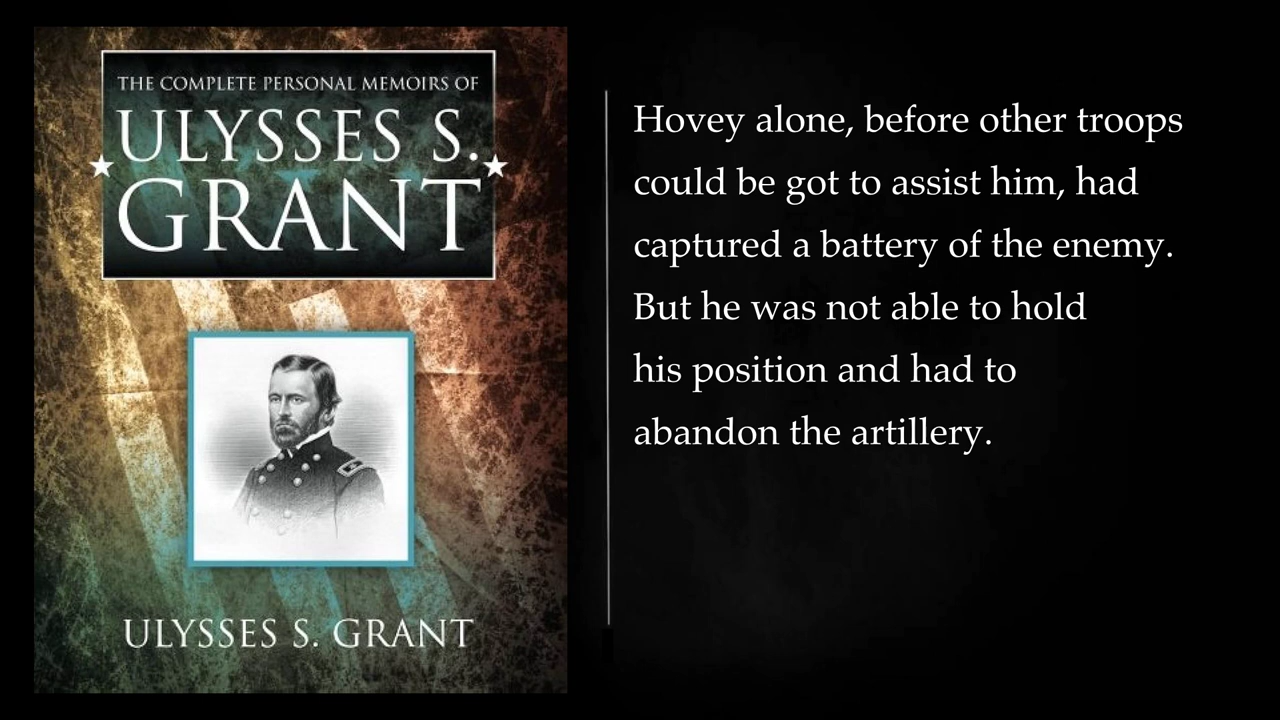 THE COMPLETE PERSONAL MEMOIRS OF
ULYSSES S.
GRANT
ULYSSES S. GRANT
Hovey alone, before other troops
could be got to assist him, had
captured a battery of the enemy.
But he was not able to hold
his position and had to
abandon the artillery.